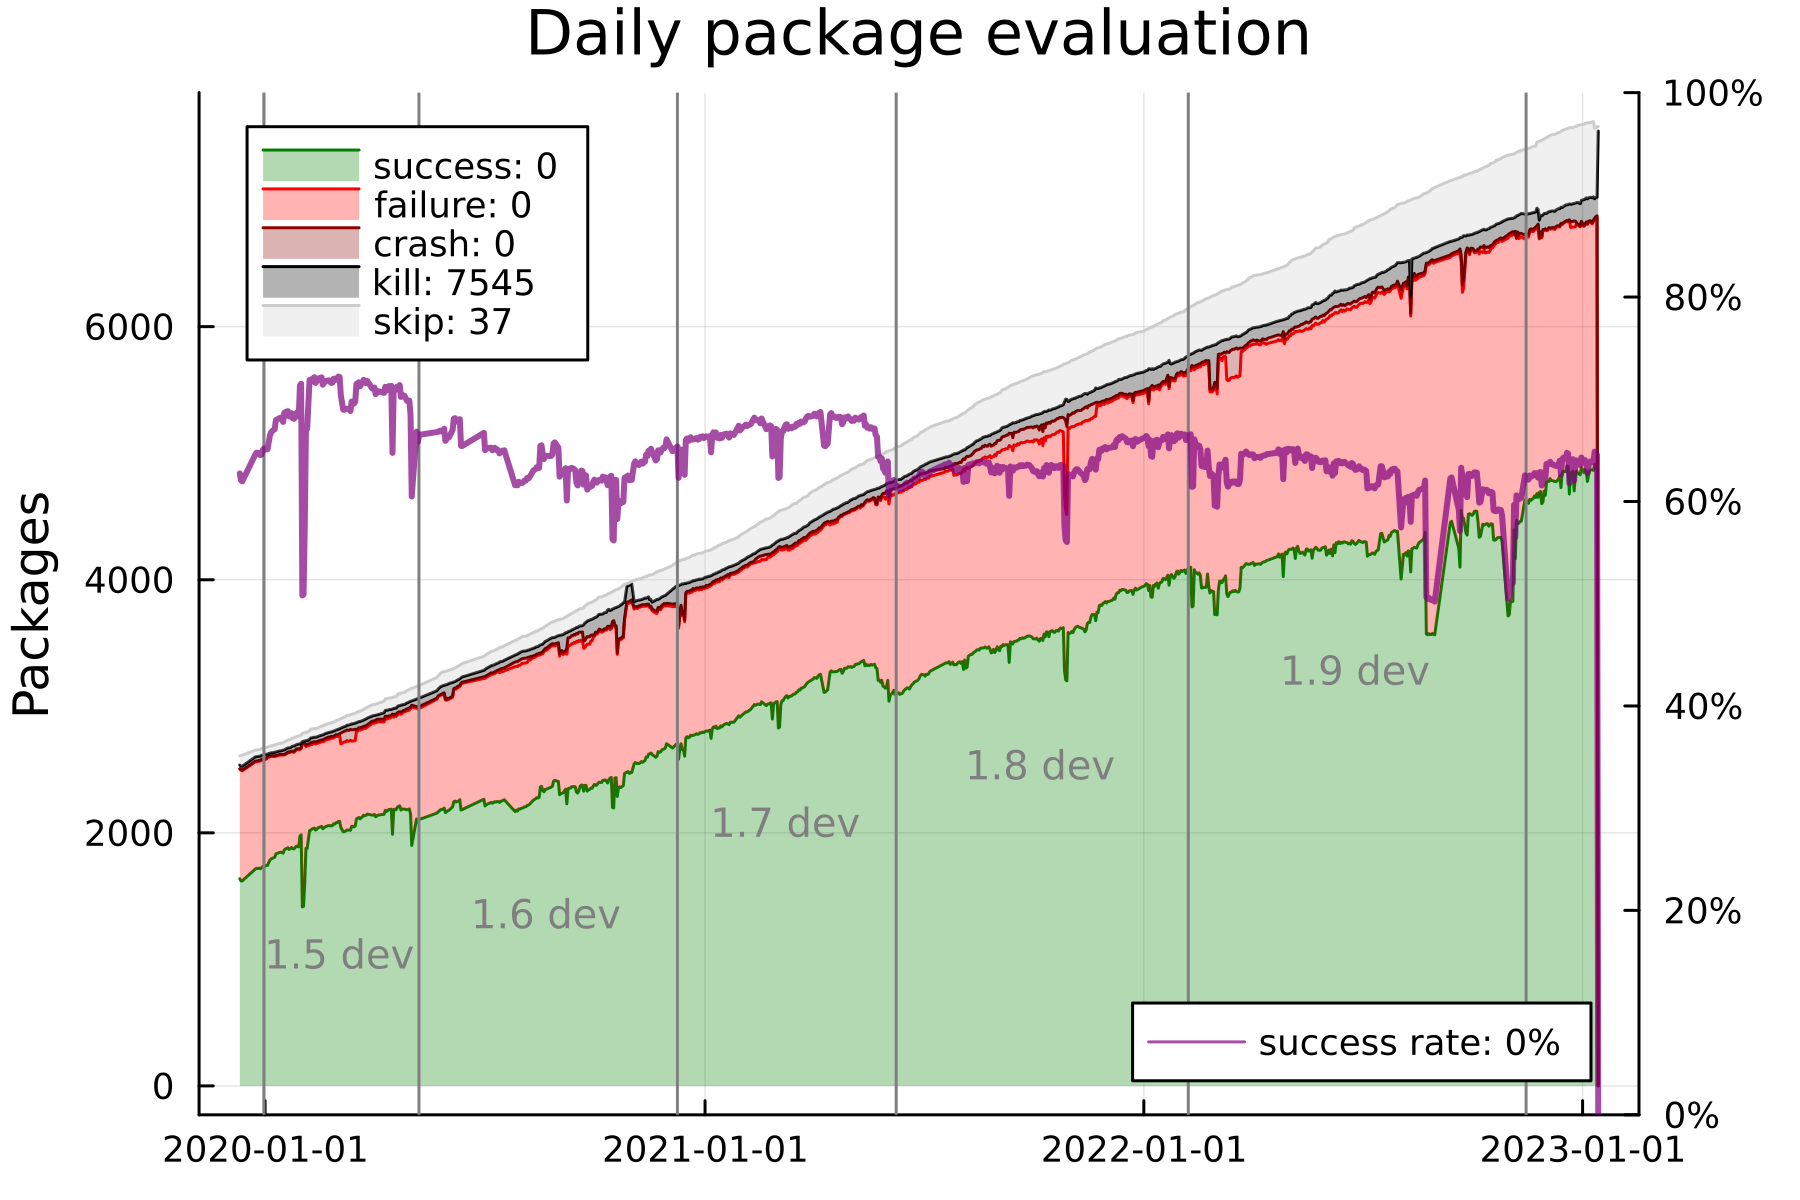 Daily package evaluation
success: 0
failure: 0
crash: 0
kill: 7545
skip: 37
Packages
6000
4000
2000
0
100%
80%
60%
40%
20%
0%
1.5 dev
1.6 dev
1.7 dev
1.8 dev
1.9 dev
success rate: 0%
2020-01-01
2021-01-01
2022-01-01
2023-01-01